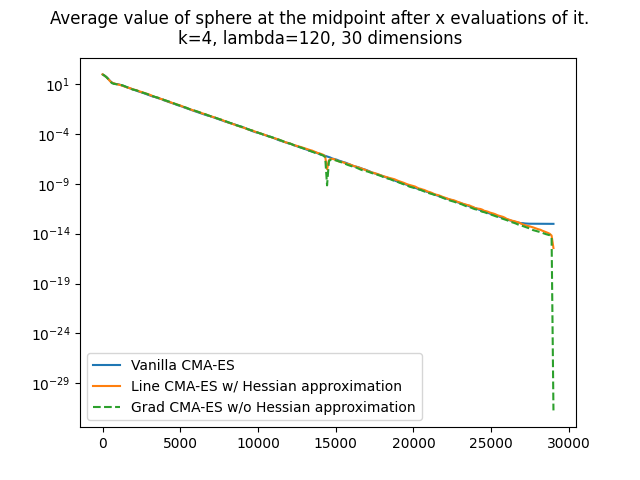 Average value of sphere at the midpoint after x evaluations of it.
k=4, lambda=120, 30 dimensions
10¹
10⁻⁴
10⁻⁹
10⁻¹⁴
10⁻¹⁹
10⁻²⁴
10⁻²⁹
Vanilla CMA-ES
Line CMA-ES w/ Hessian approximation
Grad CMA-ES w/o Hessian approximation
0 5000 10000 15000 20000 25000 30000